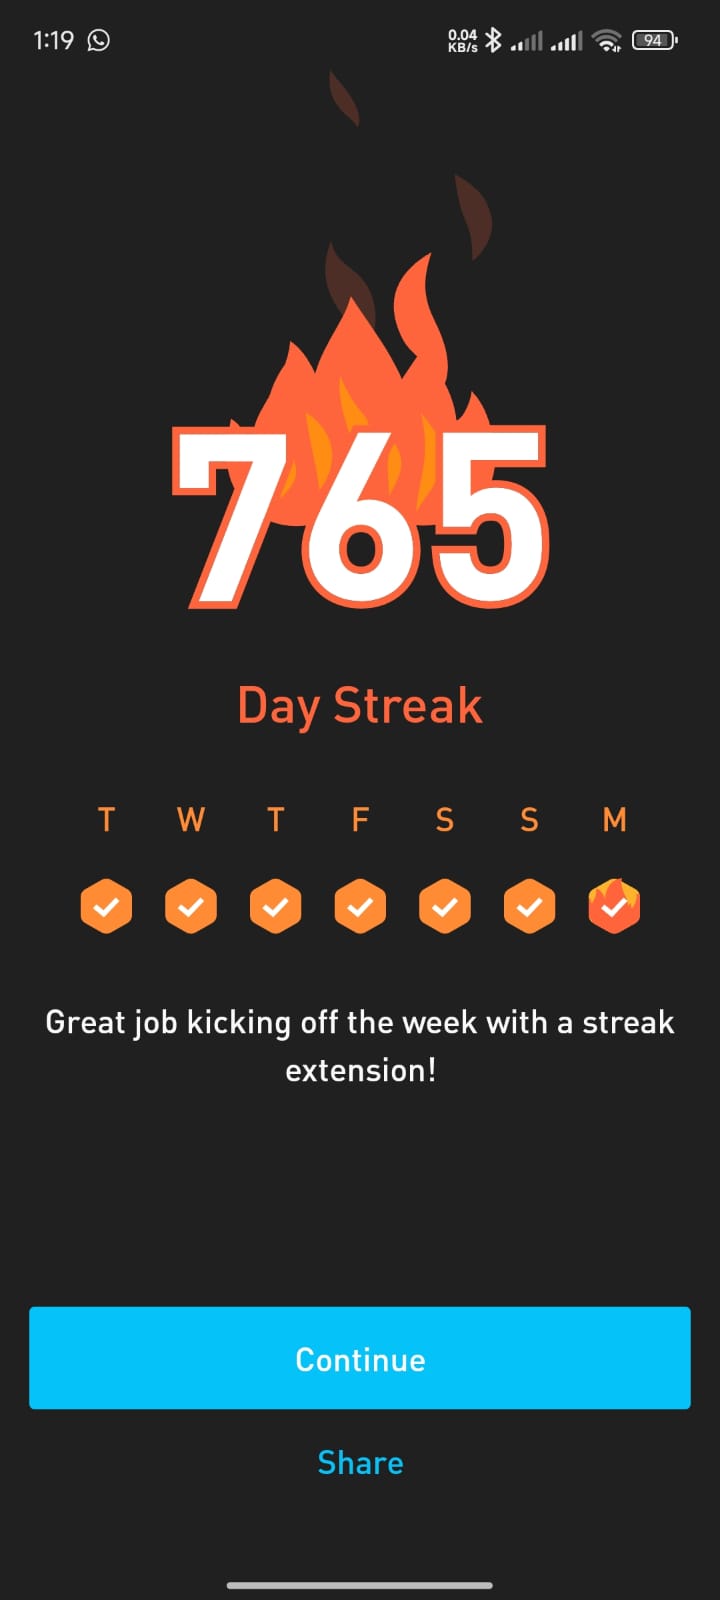 1:19
0.04
KB/s
94
765
Day Streak
T W T F S S M
Great job kicking off the week with a streak
extension!
Continue
Share